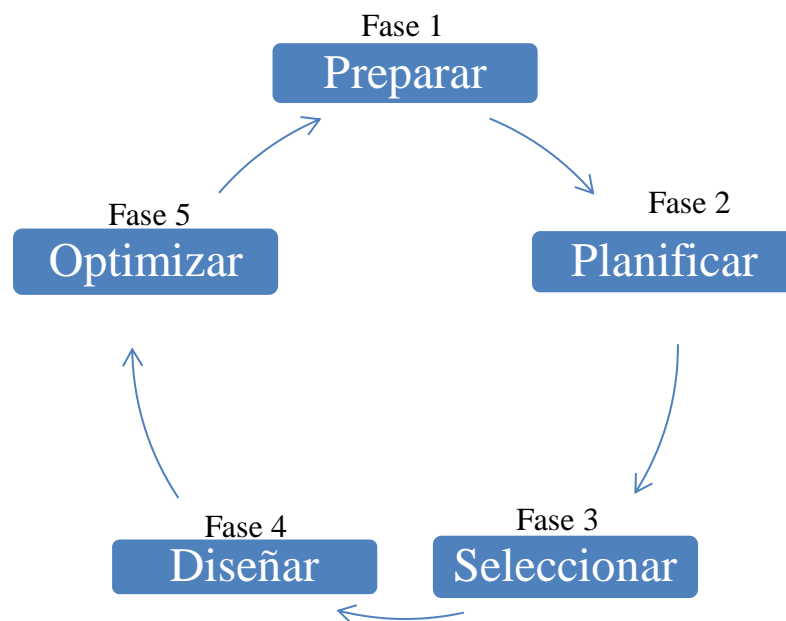 Fase 1
Preparar
Fase 2
Planificar
Fase 3
Seleccionar
Fase 4
Diseñar
Fase 5
Optimizar